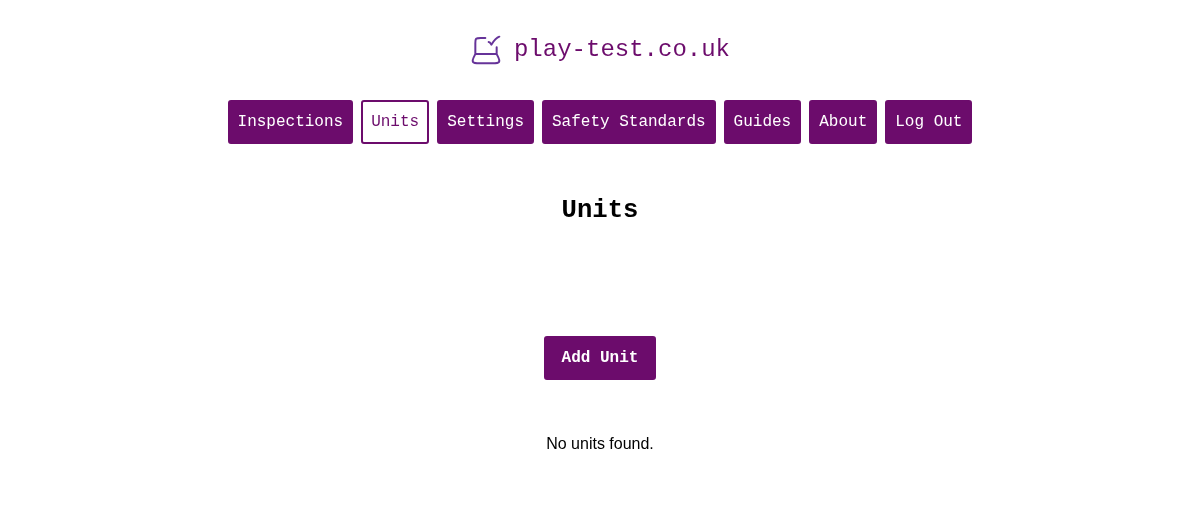 play-test.co.uk
Inspections Units Settings Safety Standards Guides About Log Out
Units
Add Unit
No units found.